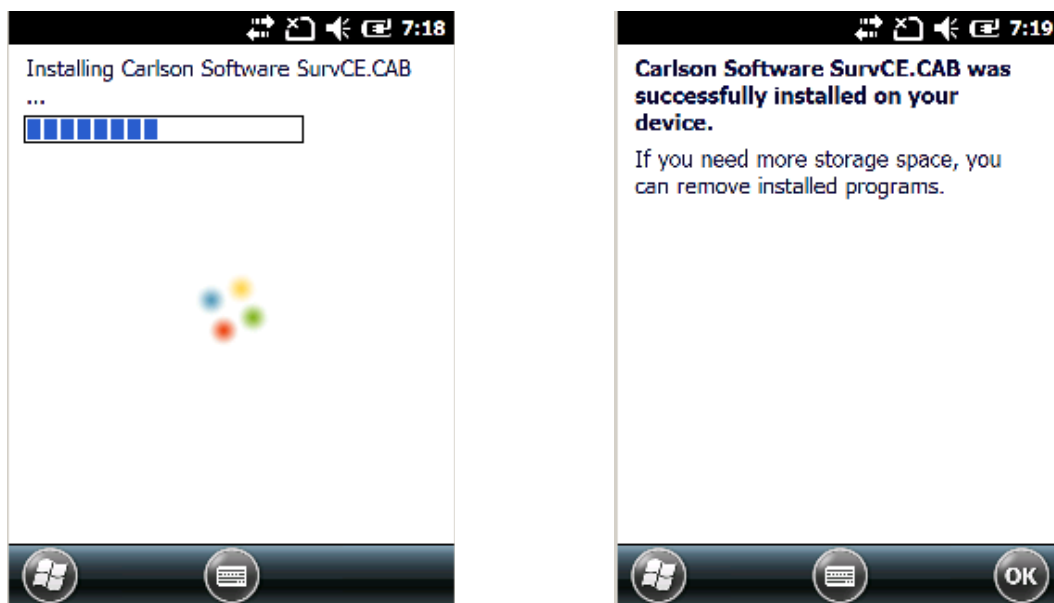 7:18
Installing Carlson Software SurvCE.CAB
...
7:19
Carlson Software SurvCE.CAB was
successfully installed on your
device.
If you need more storage space, you
can remove installed programs.
OK